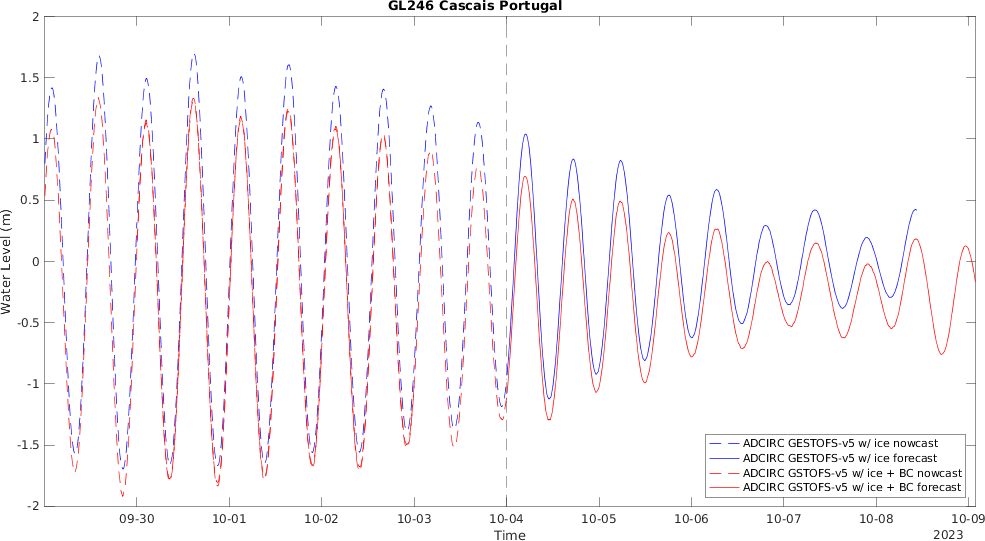 GL246 Cascais Portugal
2
1.5
1
0.5
0
-0.5
-1
-1.5
-2
Water Level (m)
09-30
10-01
10-02
10-03
10-04
10-05
10-06
10-07
10-08
10-09
Time
2023
ADCIRC GESTOFS-v5 w/ ice nowcast
ADCIRC GESTOFS-v5 w/ ice forecast
ADCIRC GSTOFS-v5 w/ ice + BC nowcast
ADCIRC GSTOFS-v5 w/ ice + BC forecast